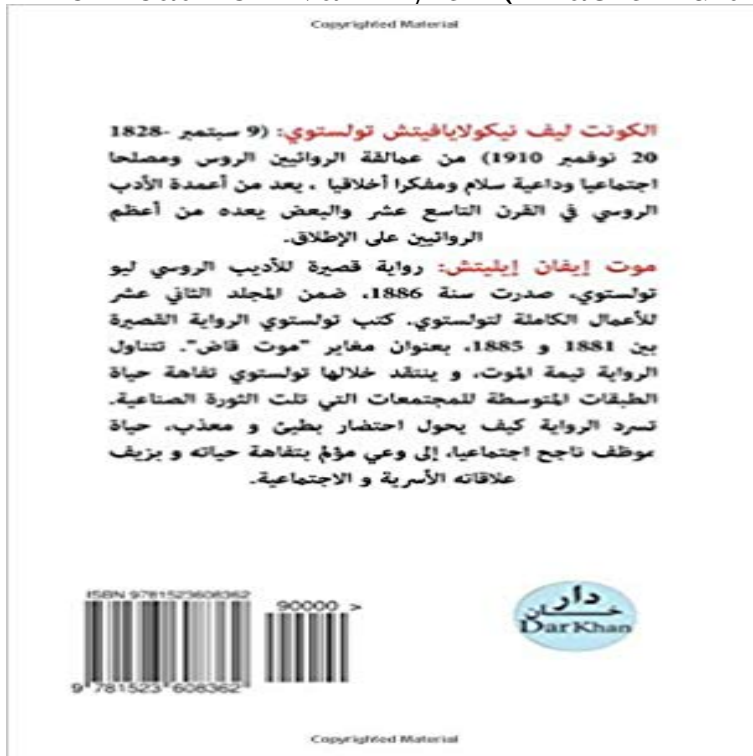 Copyrighted Material
الكونت ليف نيكولايافيتش تولستوي: (9 سبتمبر -1828
20 نوفمبر 1910) من عمالقة الروائيين الروس ومصلحا
اجتماعيا وداعية سلام ومفكرا أخلاقيا . يعد من أعمدة الأدب
الروسي في القرن التاسع عشر والبعض يعده من أعظم
الروائيين على الإطلاق.
موت إيفان إيليتش: رواية قصيرة للأديب الروسي ليو
تولستوي، صدرت سنة 1886، ضمن المجلد الثاني عشر
للأعمال الكاملة لتولستوي. كتب تولستوي الرواية القصيرة
بين 1881 و 1885، بعنوان مغاير "موت قاض". تتناول
الرواية تيمة الموت، و ينتقد خلالها تولستوي تفاهة حياة
الطبقات المتوسطة للمجتمعات التي تلت الثورة الصناعية.
تسرد الرواية كيف يحول احتضار بطيئ و معذب، حياة
موظف ناجح اجتماعيا، إلى وعي مؤلم بتفاهة حياته و بزيف
علاقاته الأسرية و الاجتماعية.
ISBN 9781523608362
90000 >
9 781523 608362
دار
خان
Dar Khan
Copyrighted Material